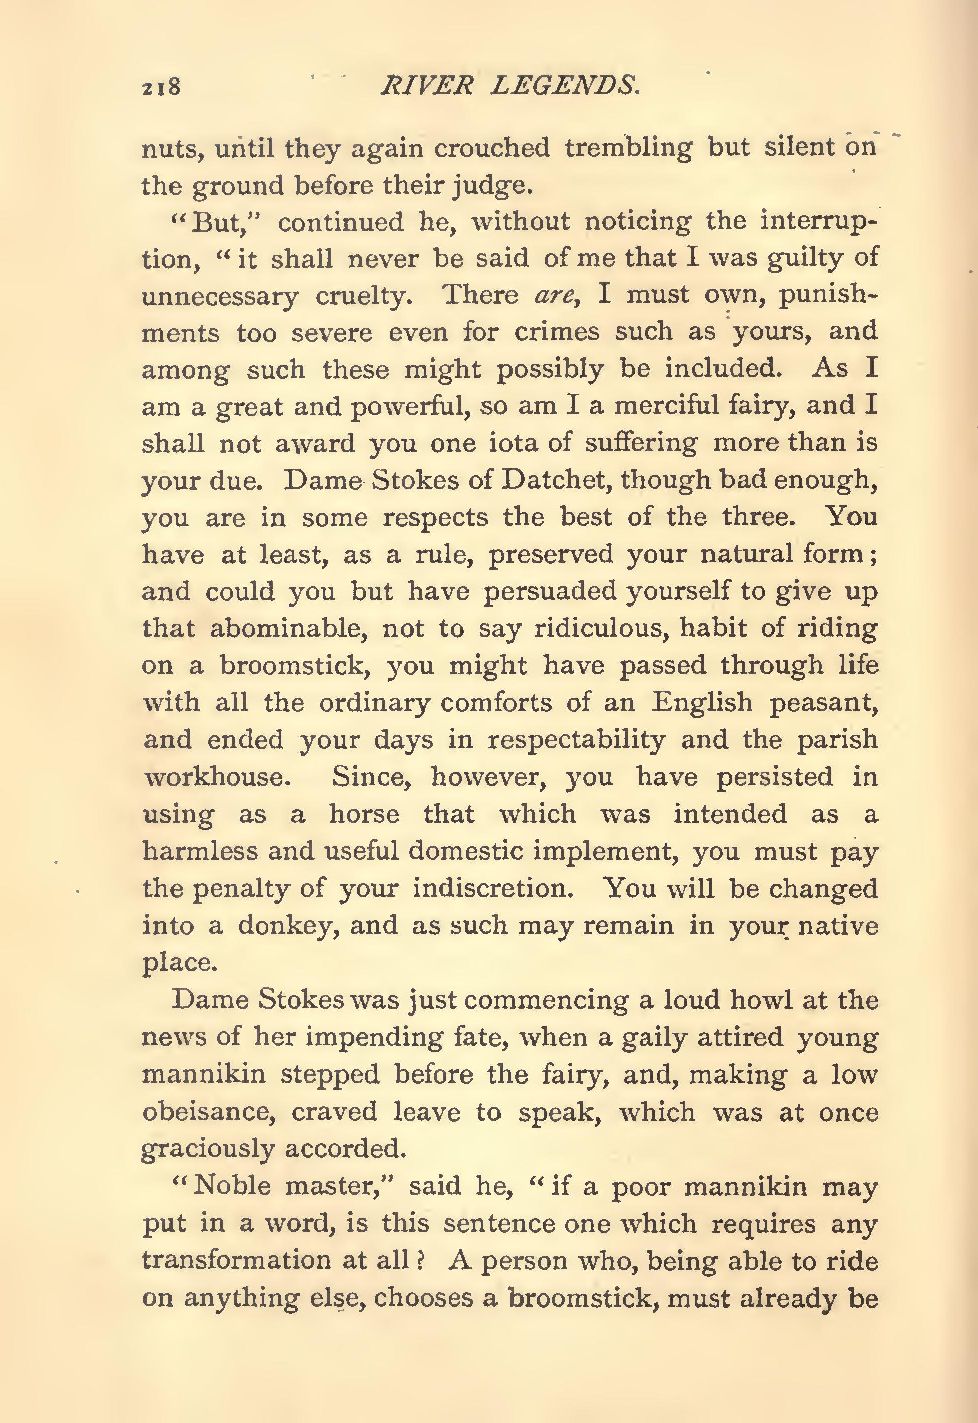 218 RIVER LEGENDS.
nuts, until they again crouched trembling but silent on
the ground before their judge.
“But,” continued he, without noticing the interrup-
tion, “it shall never be said of me that I was guilty of
unnecessary cruelty. There are, I must own, punish-
ments too severe even for crimes such as yours, and
among such these might possibly be included. As I
am a great and powerful, so am I a merciful fairy, and I
shall not award you one iota of suffering more than is
your due. Dame Stokes of Datchet, though bad enough,
you are in some respects the best of the three. You
have at least, as a rule, preserved your natural form;
and could you but have persuaded yourself to give up
that abominable, not to say ridiculous, habit of riding
on a broomstick, you might have passed through life
with all the ordinary comforts of an English peasant,
and ended your days in respectability and the parish
workhouse. Since, however, you have persisted in
using as a horse that which was intended as a
harmless and useful domestic implement, you must pay
the penalty of your indiscretion. You will be changed
into a donkey, and as such may remain in your native
place.
Dame Stokes was just commencing a loud howl at the
news of her impending fate, when a gaily attired young
mannikin stepped before the fairy, and, making a low
obeisance, craved leave to speak, which was at once
graciously accorded.
“Noble master,” said he, “if a poor mannikin may
put in a word, is this sentence one which requires any
transformation at all? A person who, being able to ride
on anything else, chooses a broomstick, must already be